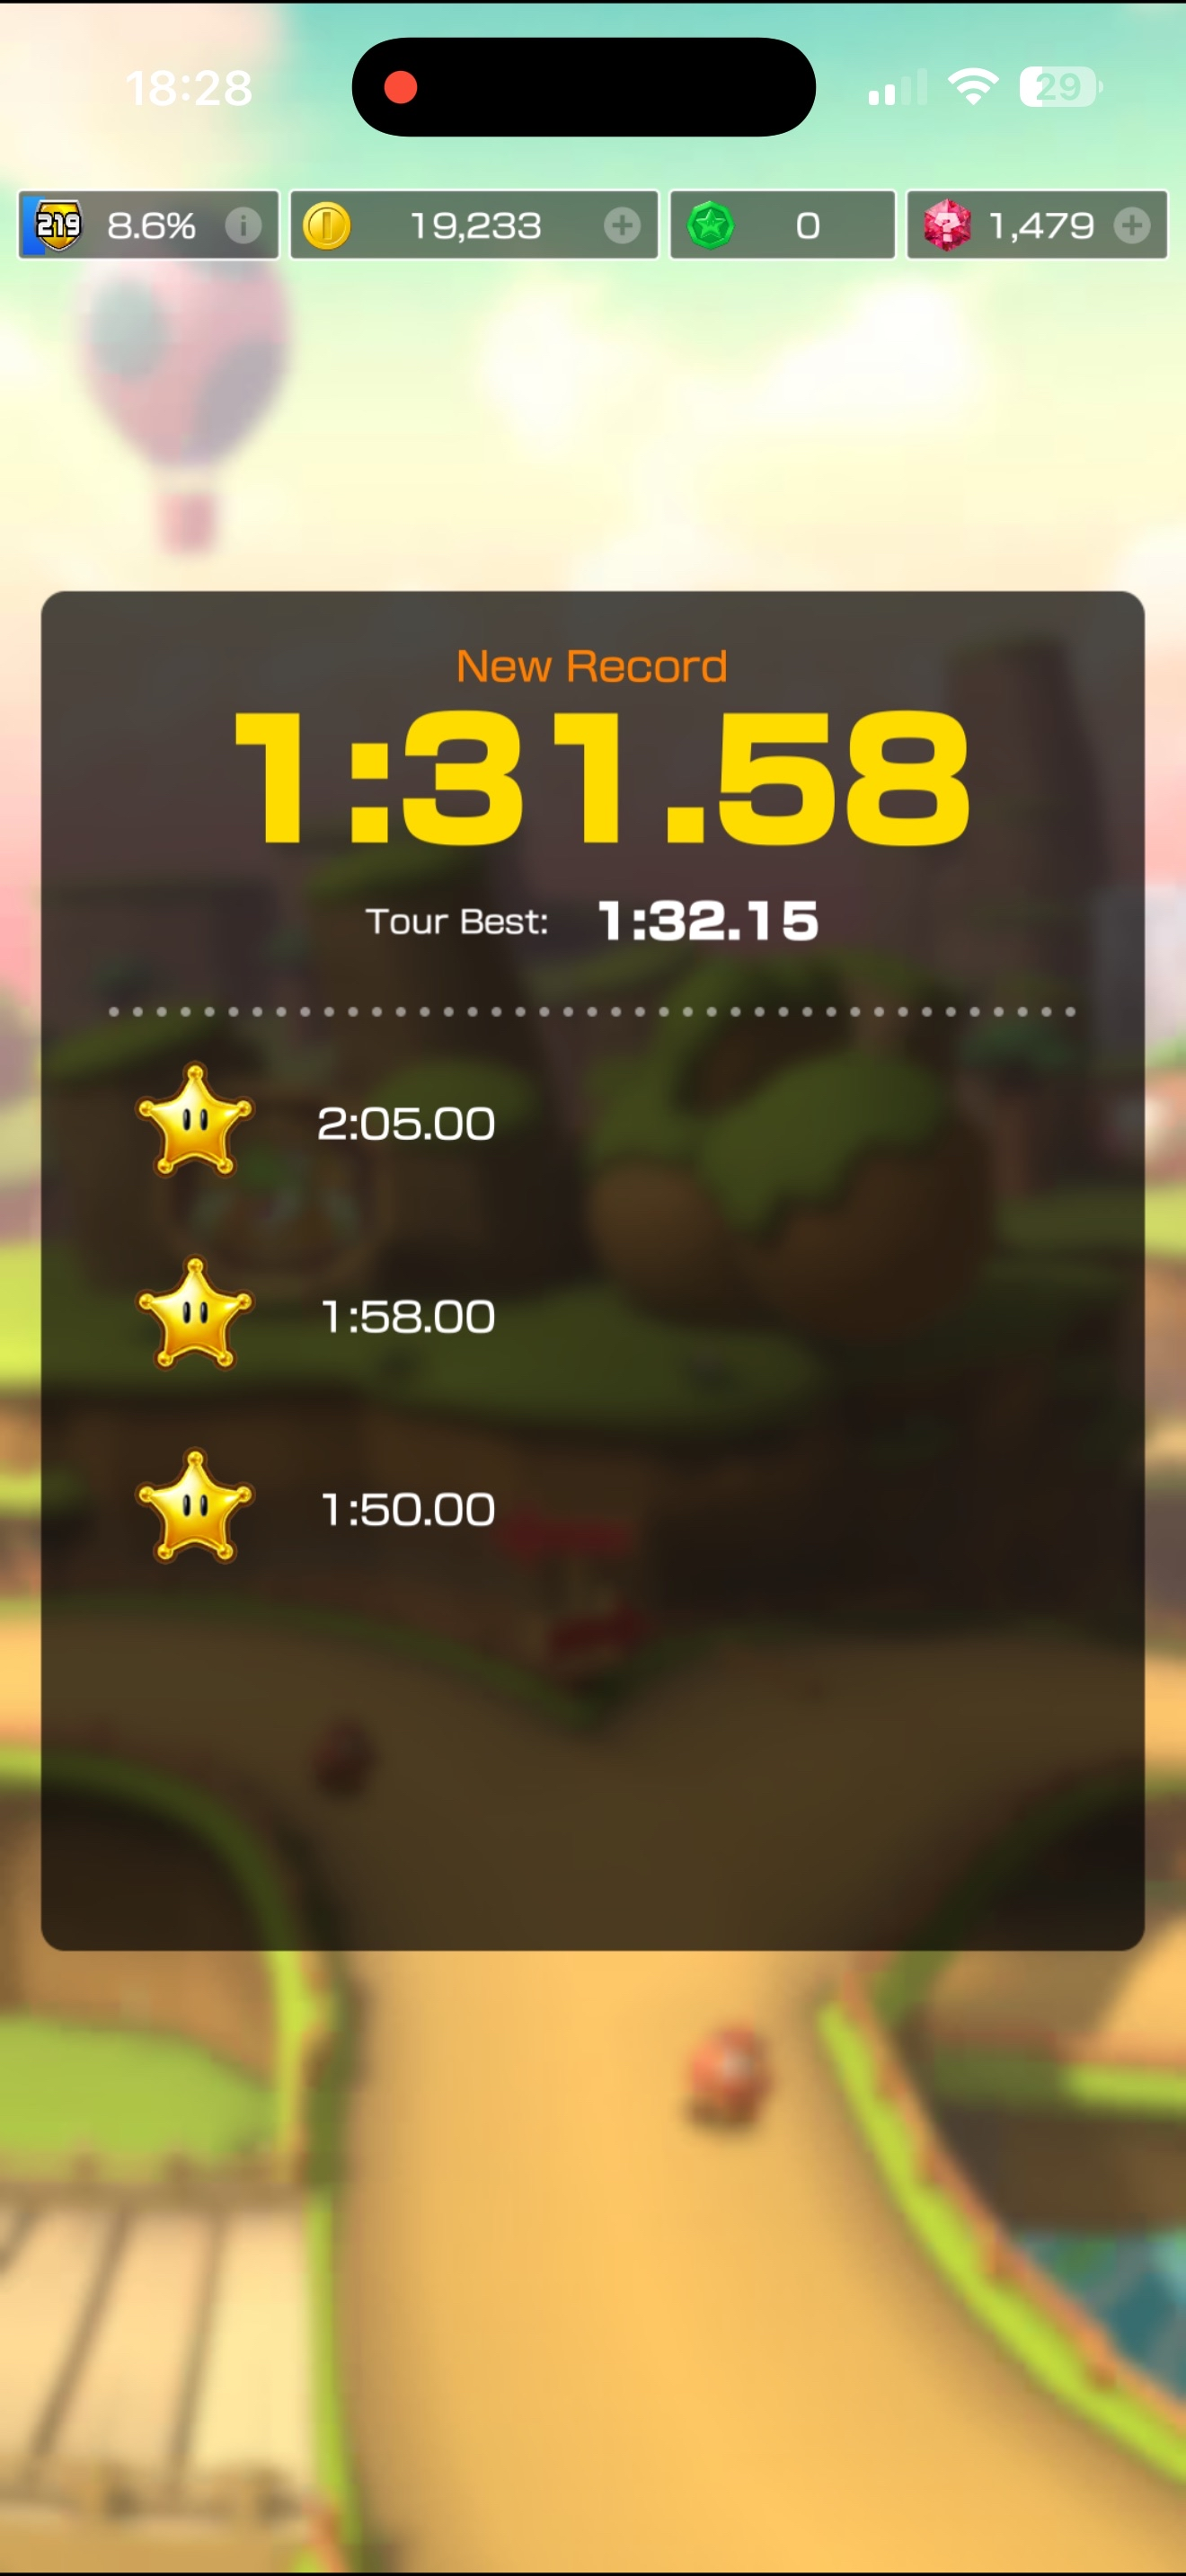 18:28 29
219 8.6% i 19,233 + 0 ? 1,479 +
New Record
1:31.58
Tour Best: 1:32.15
2:05.00
1:58.00
1:50.00